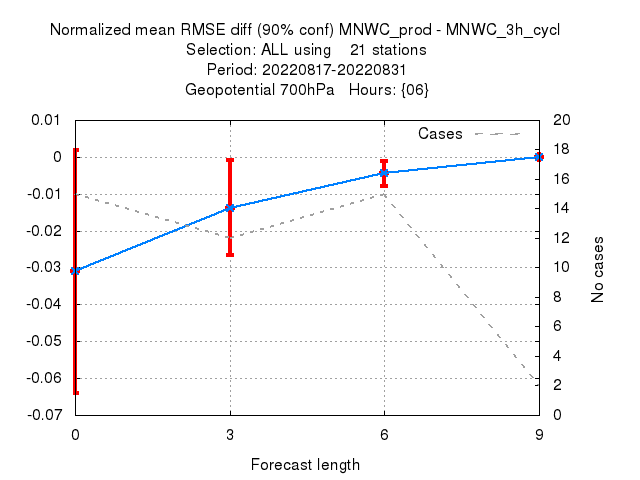 Normalized mean RMSE diff (90% conf) MNWC_prod - MNWC_3h_cycl
Selection: ALL using    21 stations
Period: 20220817-20220831
Geopotential 700hPa   Hours: {06}
Cases
0.01
0
-0.01
-0.02
-0.03
-0.04
-0.05
-0.06
-0.07
20
18
16
14
12
10
8
6
4
2
0
No cases
0 3 6 9
Forecast length